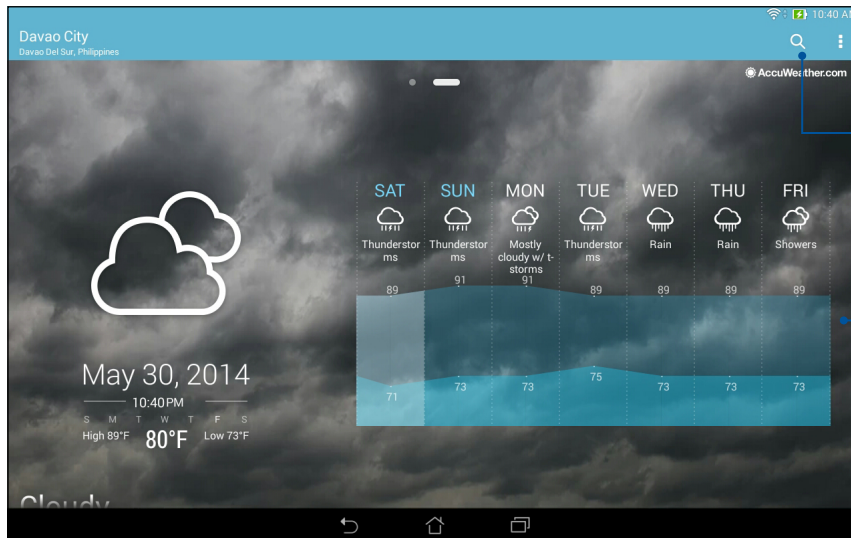 10:40 AM
Davao City
Davao Del Sur, Philippines
AccuWeather.com
SAT SUN MON TUE WED THU FRI
Thunderstor Thunderstor Mostly Thunderstor Rain Rain Showers
ms ms cloudy w/ t- ms
storms
89 91 91 89 89 89 89
71 73 73 75 73 73 73
May 30, 2014
10:40PM
S M T W T F S
High 89°F 80°F Low 73°F
Cloudy